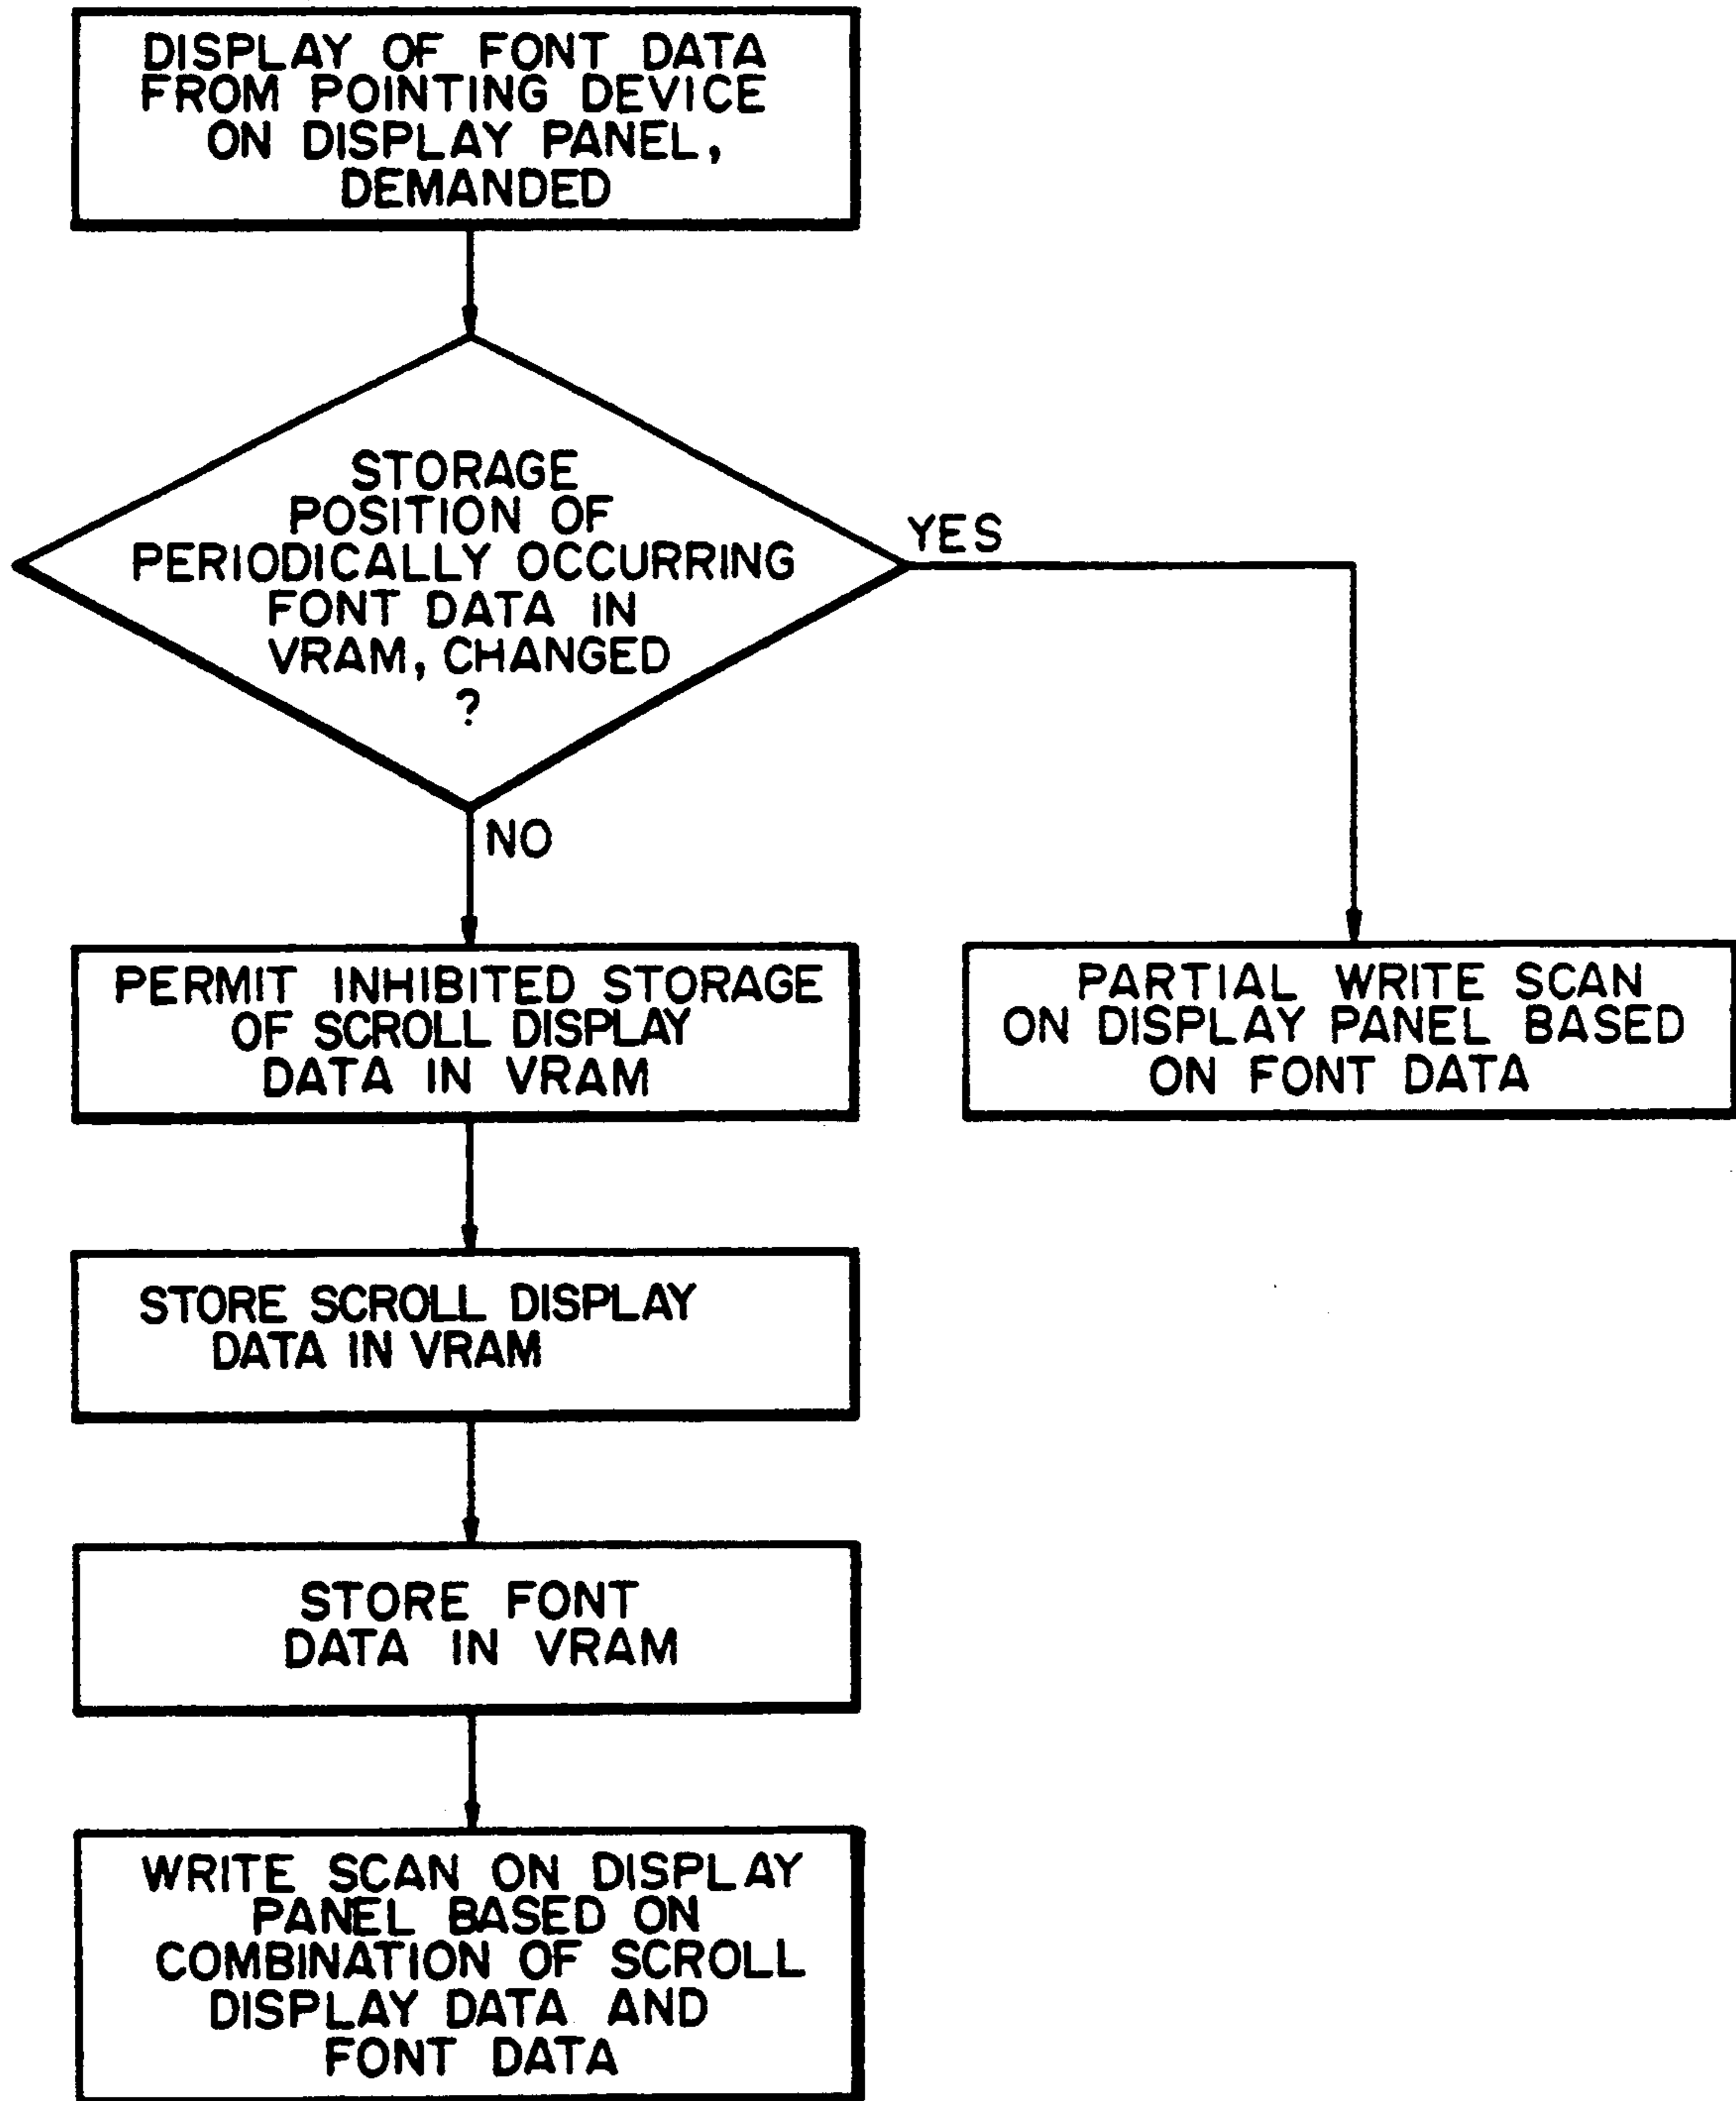 DISPLAY OF FONT DATA
FROM POINTING DEVICE
ON DISPLAY PANEL,
DEMANDED
STORAGE
POSITION OF
PERIODICALLY OCCURRING
FONT DATA IN
VRAM, CHANGED
?
YES
NO
PERMIT INHIBITED STORAGE
OF SCROLL DISPLAY
DATA IN VRAM
PARTIAL WRITE SCAN
ON DISPLAY PANEL BASED
ON FONT DATA
STORE SCROLL DISPLAY
DATA IN VRAM
STORE FONT
DATA IN VRAM
WRITE SCAN ON DISPLAY
PANEL BASED ON
COMBINATION OF SCROLL
DISPLAY DATA AND
FONT DATA